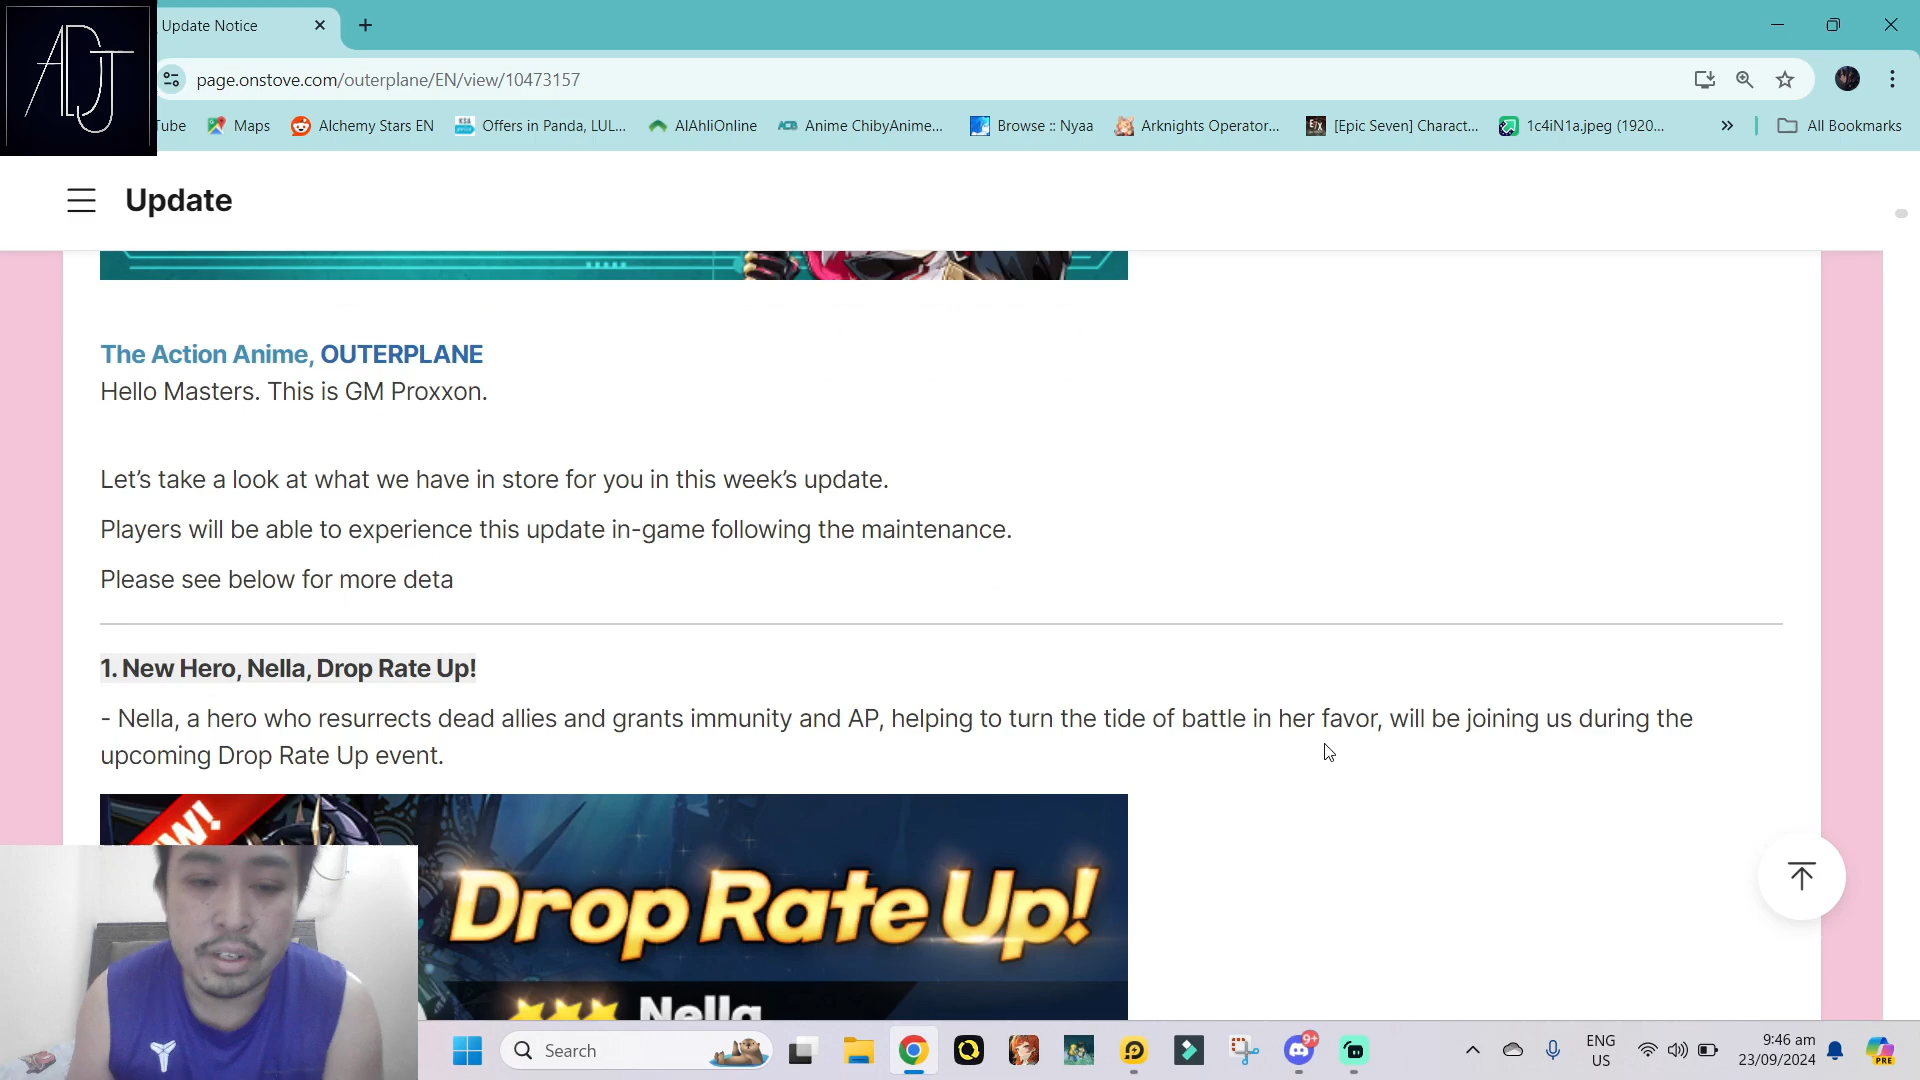 ADJ
Update Notice
page.onstove.com/outerplane/EN/view/10473157
Tube
Maps
Alchemy Stars EN
Offers in Panda, LUL...
AlAhliOnline
Anime ChibyAnime...
Browse :: Nyaa
Arknights Operator...
[Epic Seven] Charact...
1c4iN1a.jpeg (1920...
All Bookmarks
Update
The Action Anime, OUTERPLANE
Hello Masters. This is GM Proxxon.
Let's take a look at what we have in store for you in this week's update.
Players will be able to experience this update in-game following the maintenance.
Please see below for more deta
1. New Hero, Nella, Drop Rate Up!
- Nella, a hero who resurrects dead allies and grants immunity and AP, helping to turn the tide of battle in her favor, will be joining us during the
upcoming Drop Rate Up event.
W!
Drop Rate Up!
Nella
Search
9+
ENG
US
9:46 am
23/09/2024
PRE